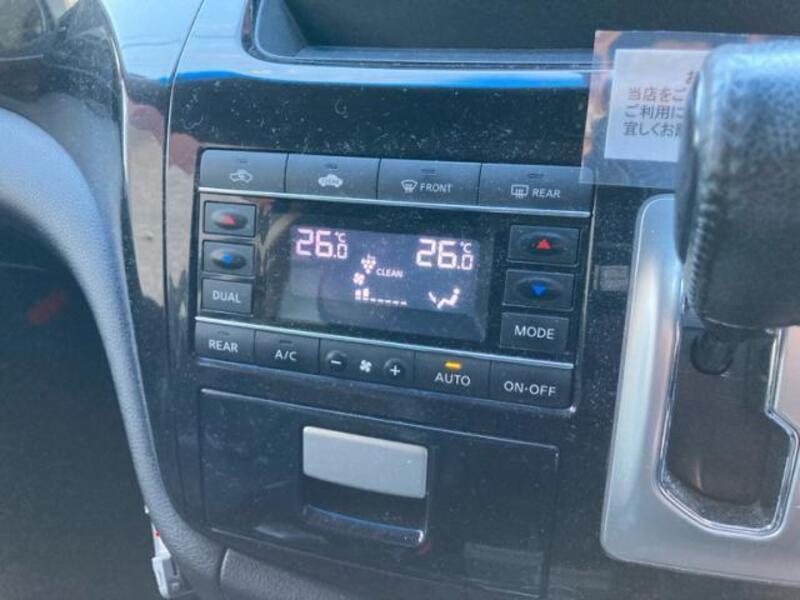 当店をご
ご利用に
宜しくお
FRONT
REAR
26.0°C
26.0°C
CLEAN
DUAL
MODE
REAR
A/C
AUTO
ON·OFF